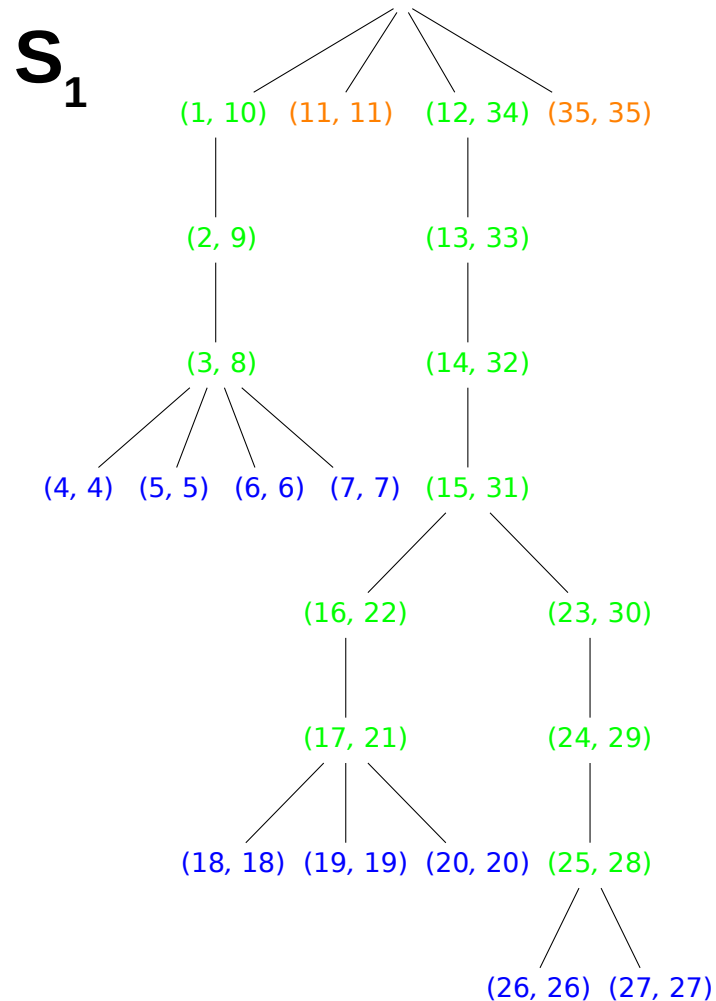 S1
(1, 10) (11, 11) (12, 34) (35, 35)
(2, 9) (13, 33)
(3, 8) (14, 32)
(4, 4) (5, 5) (6, 6) (7, 7) (15, 31)
(16, 22) (23, 30)
(17, 21) (24, 29)
(18, 18) (19, 19) (20, 20) (25, 28)
(26, 26) (27, 27)